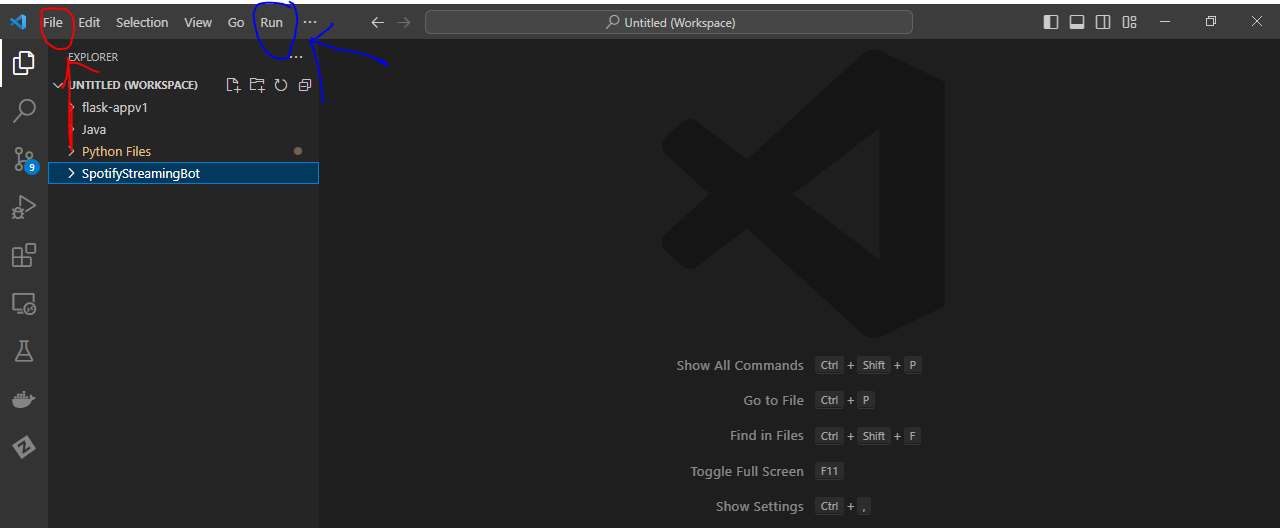 File Edit Selection View Go Run ··· Untitled (Workspace)
EXPLORER ···
UNTITLED (WORKSPACE)
flask-appv1
Java
Python Files
9
SpotifyStreamingBot
Show All Commands Ctrl + Shift + P
Go to File Ctrl + P
Find in Files Ctrl + Shift + F
Toggle Full Screen F11
Show Settings Ctrl + ,